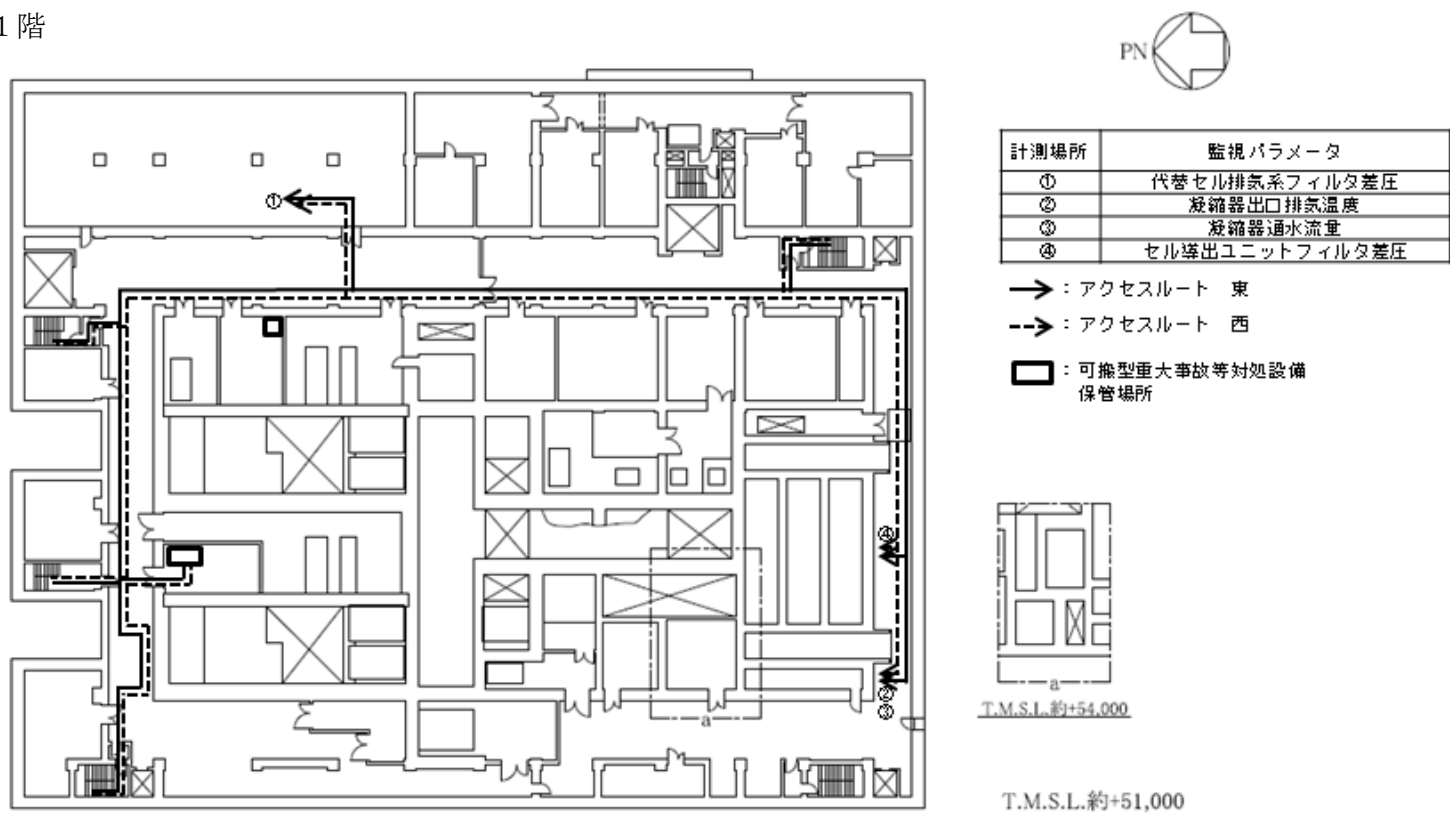 1 階
PN
計測場所 監視パラメータ
① 代替セル排気系フィルタ差圧
② 凝縮器出口排気温度
③ 凝縮器通水流量
④ セル導出ユニットフィルタ差圧
：アクセスルート 東
：アクセスルート 西
：可搬型重大事故等対処設備
保管場所
①
④
②
③
a
a
T.M.S.L.約+54,000
T.M.S.L.約+51,000